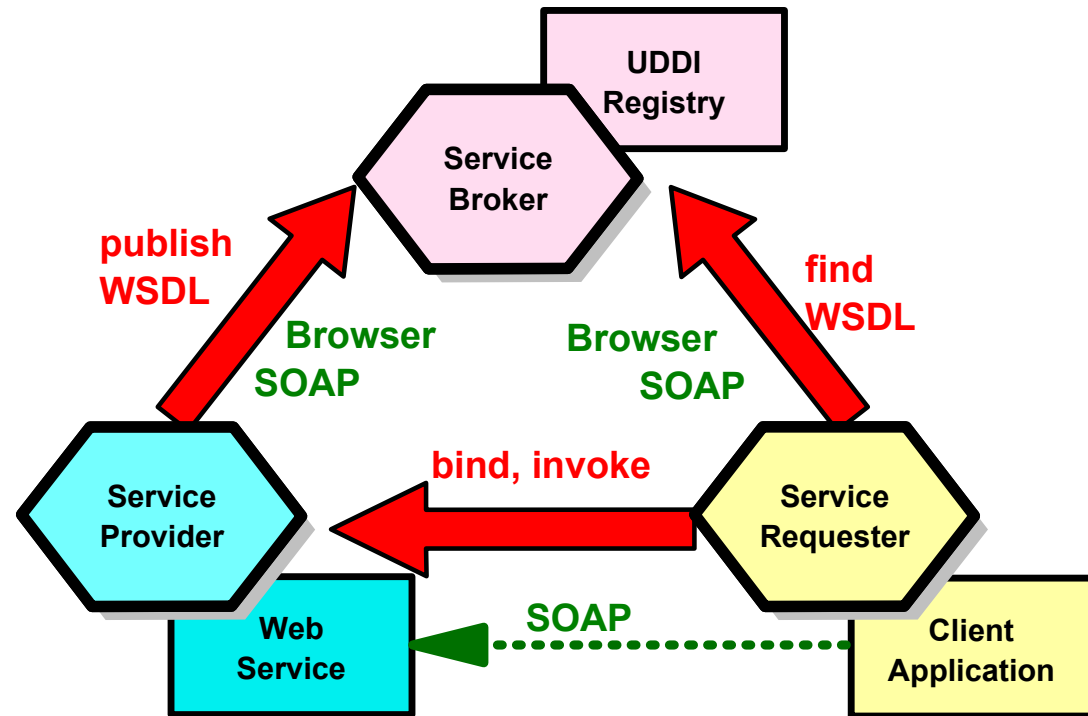 UDDI
Registry
Service
Broker
publish
WSDL
find
WSDL
Browser
SOAP
Browser
SOAP
bind, invoke
Service
Provider
Service
Requester
Web
Service
SOAP
Client
Application